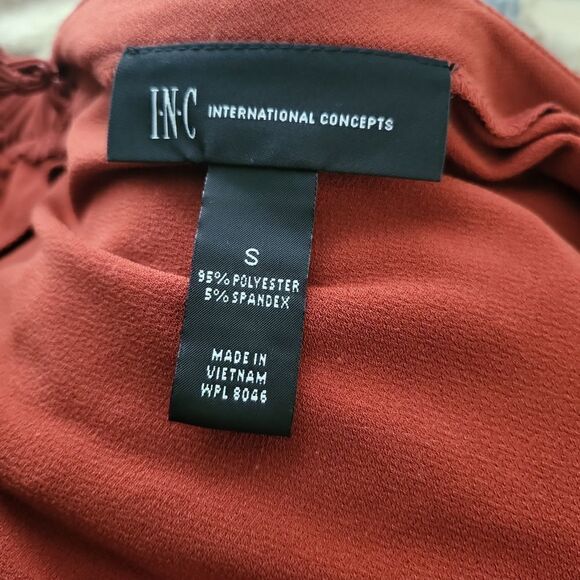 I·N·C INTERNATIONAL CONCEPTS
S
95% POLYESTER
5% SPANDEX
MADE IN
VIETNAM
WPL 8046